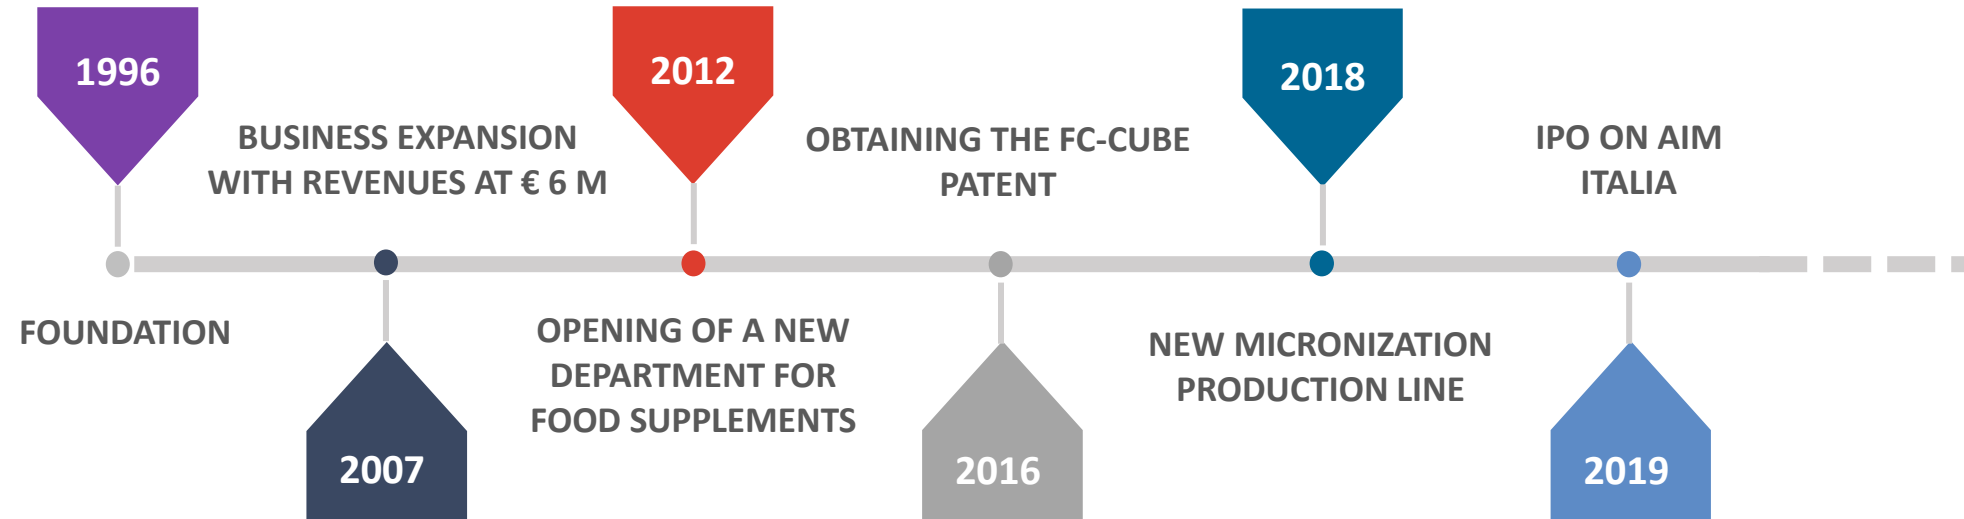 1996
FOUNDATION
BUSINESS EXPANSION
WITH REVENUES AT € 6 M
2007
2012
OPENING OF A NEW
DEPARTMENT FOR
FOOD SUPPLEMENTS
OBTAINING THE FC-CUBE
PATENT
2016
2018
NEW MICRONIZATION
PRODUCTION LINE
IPO ON AIM
ITALIA
2019